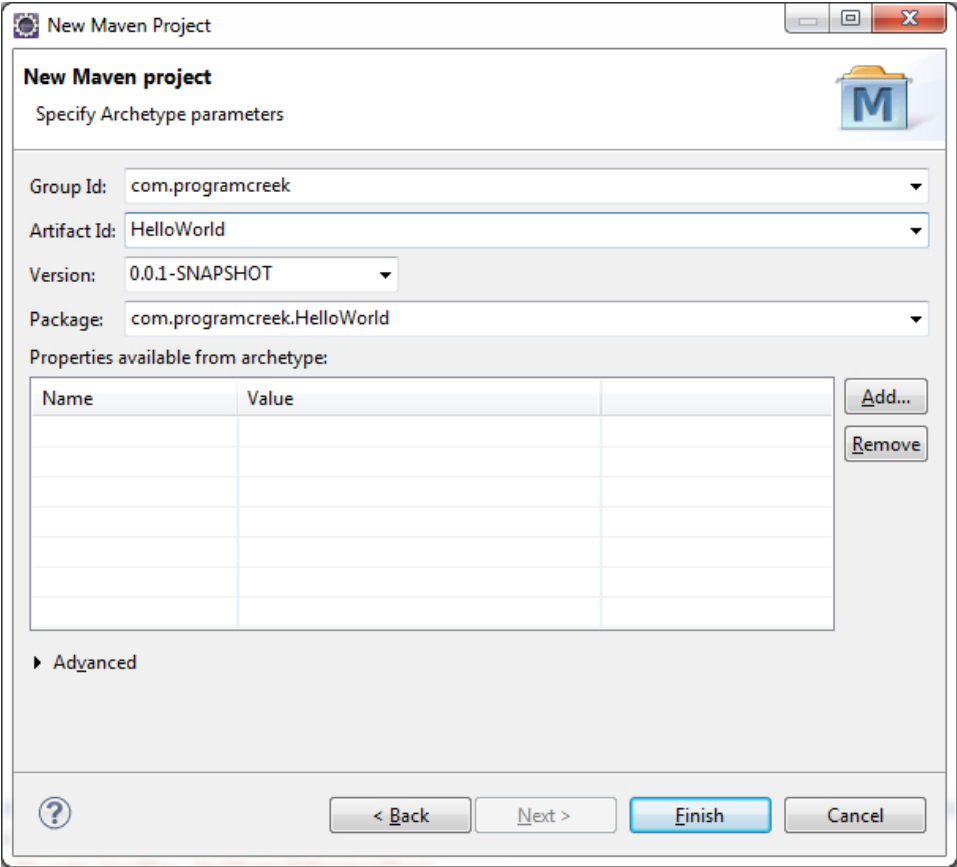 New Maven Project
New Maven project
Specify Archetype parameters
M
Group Id: com.programcreek
Artifact Id: HelloWorld
Version: 0.0.1-SNAPSHOT
Package: com.programcreek.HelloWorld
Properties available from archetype:
Name Value
Add...
Remove
Advanced
? < Back Next > Finish Cancel